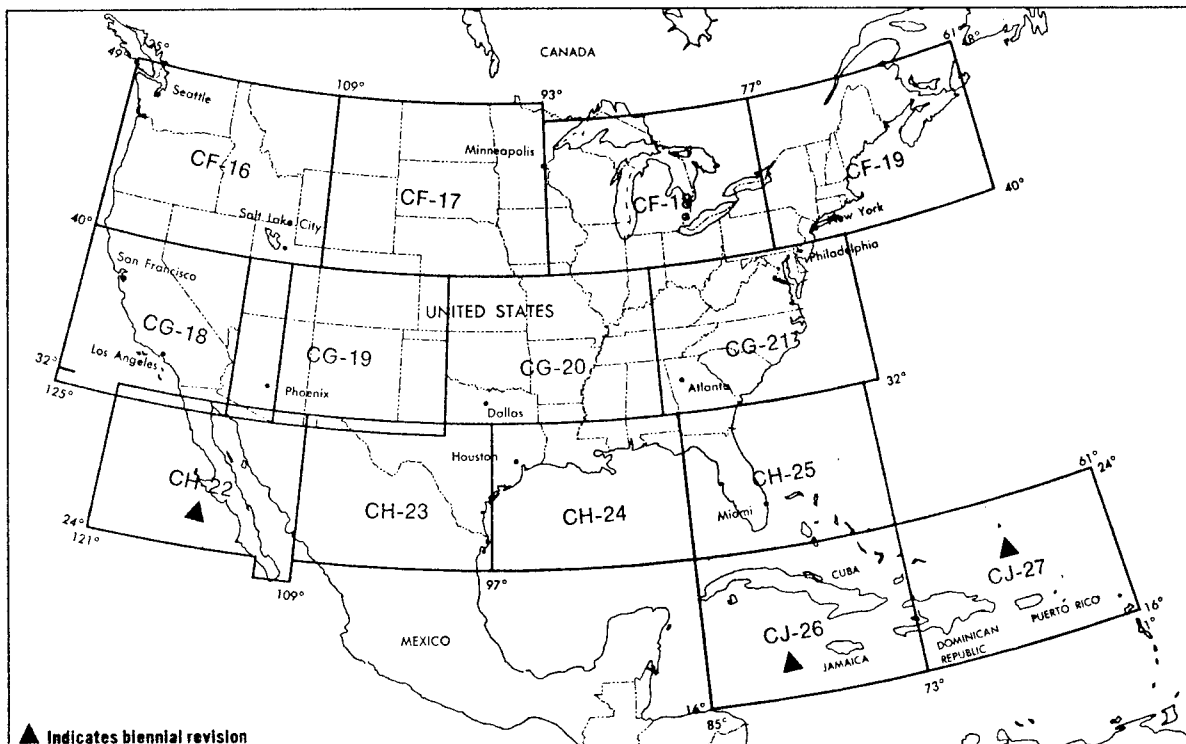 CANADA
125°
49°
Seattle
109°
93°
77°
61°
8°
Minneapolis
CF-16
CF-17
CF-18
CF-19
40°
40°
Salt Lake City
New York
Philadelphia
San Francisco
UNITED STATES
CG-18
CG-19
CG-20
CG-21
Los Angeles
Phoenix
Dallas
Atlanta
32°
125°
32°
Houston
CH-22
CH-23
CH-24
CH-25
Miami
61°
24°
24°
121°
109°
97°
CUBA
CJ-27
PUERTO RICO
16°
1°
MEXICO
CJ-26
JAMAICA
DOMINICAN
REPUBLIC
73°
16°
85°
▲ Indicates biennial revision